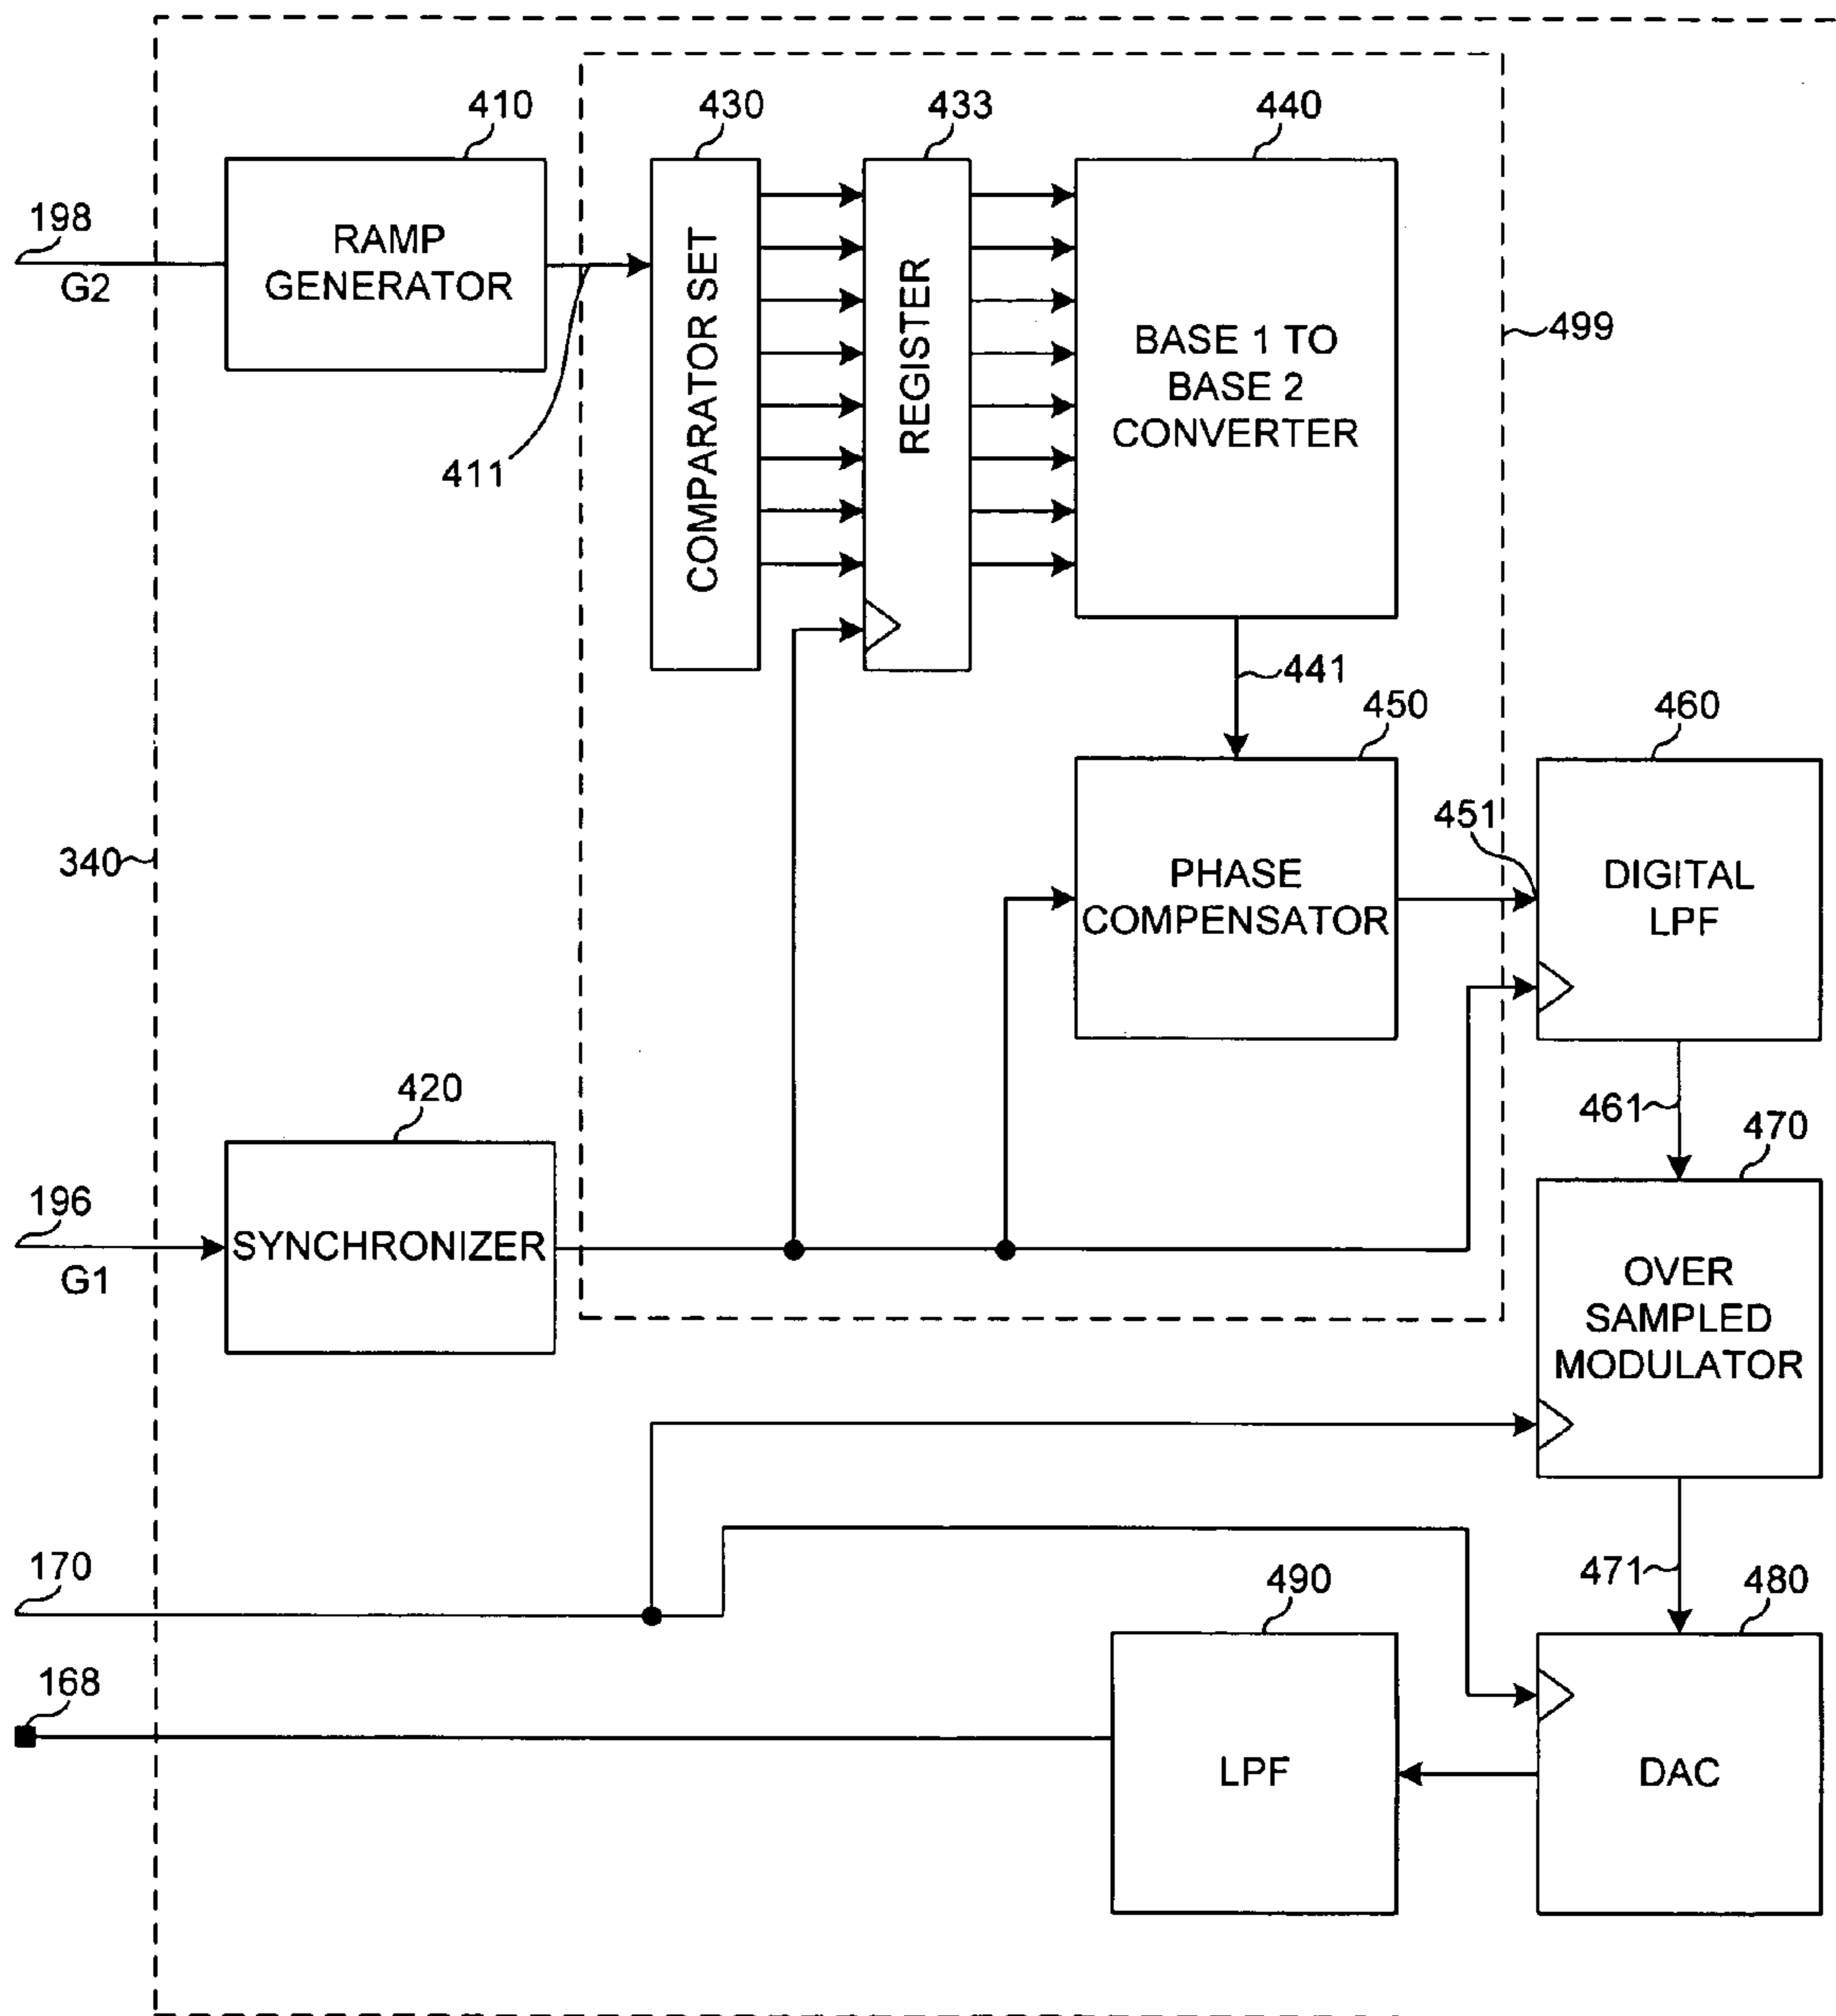 410
430
433
440
198
G2
RAMP
GENERATOR
411
COMPARATOR SET
REGISTER
BASE 1 TO
BASE 2
CONVERTER
499
441
450
460
451
340
PHASE
COMPENSATOR
DIGITAL
LPF
420
461
470
196
G1
SYNCHRONIZER
OVER
SAMPLED
MODULATOR
170
490
471
480
168
LPF
DAC